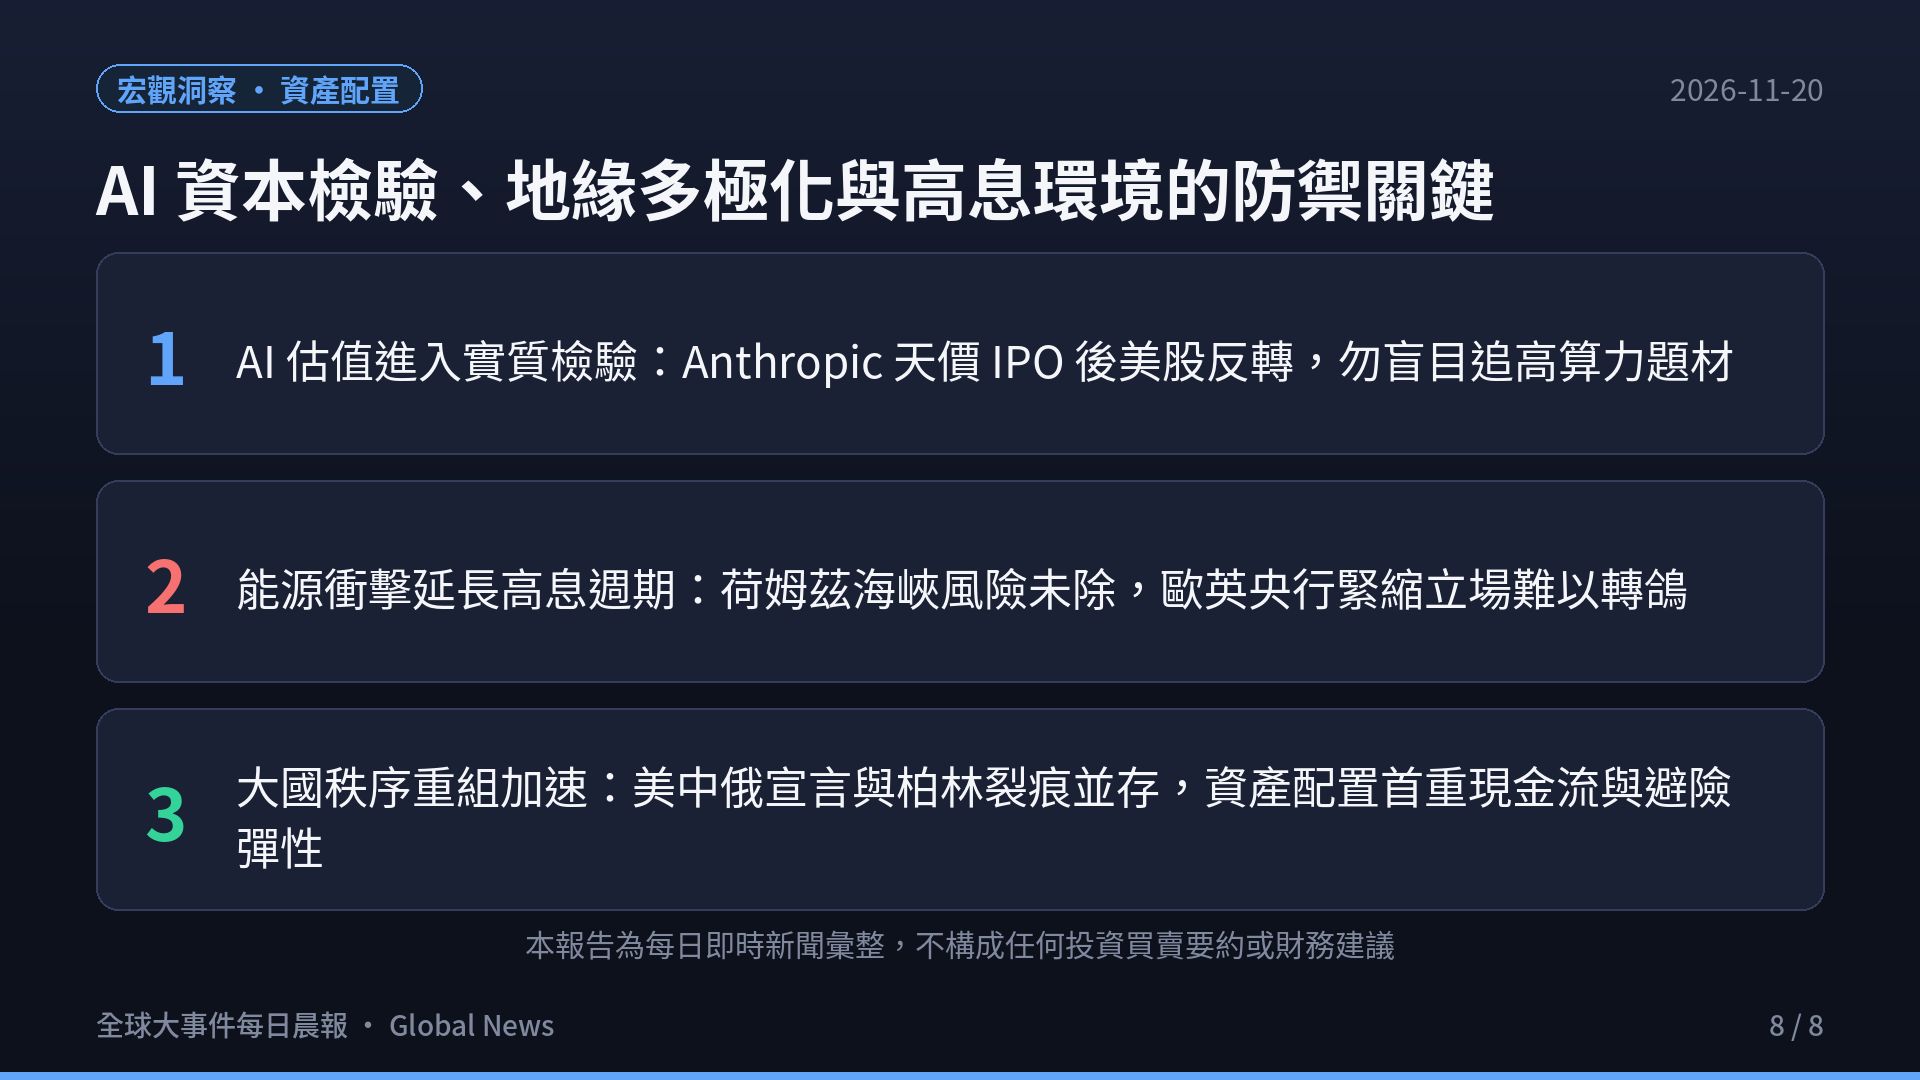 宏觀洞察 • 資產配置
2026-11-20
AI 資本檢驗、地緣多極化與高息環境的防禦關鍵
1
AI 估值進入實質檢驗：Anthropic 天價 IPO 後美股反轉，勿盲目追高算力題材
2
能源衝擊延長高息週期：荷姆茲海峽風險未除，歐英央行緊縮立場難以轉鴿
3
大國秩序重組加速：美中俄宣言與柏林裂痕並存，資產配置首重現金流與避險
彈性
本報告為每日即時新聞彙整，不構成任何投資買賣要約或財務建議
全球大事件每日晨報 • Global News
8 / 8